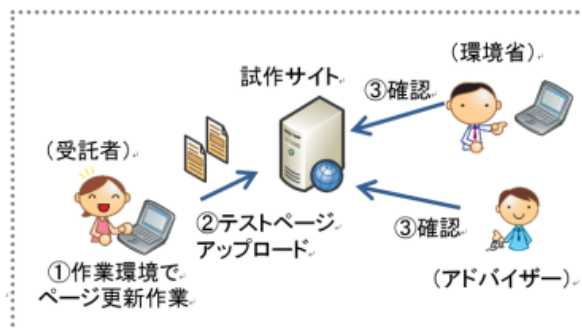 (環境省)
試作サイト
③確認
(受託者)
②テストページ
アップロード
③確認
①作業環境で
ページ更新作業
(アドバイザー)